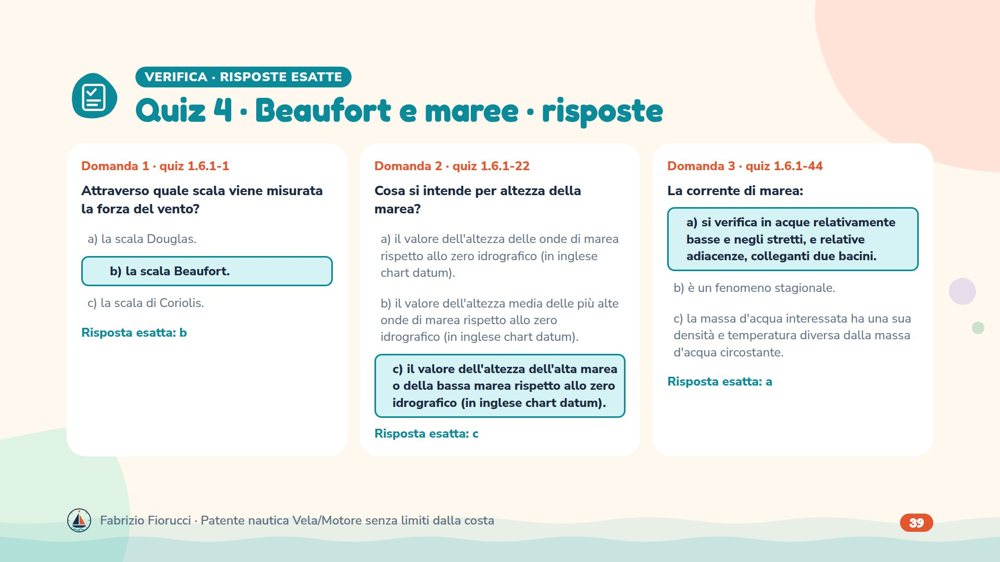 VERIFICA · RISPOSTE ESATTE
Quiz 4 · Beaufort e maree · risposte
Domanda 1 · quiz 1.6.1-1
Attraverso quale scala viene misurata
la forza del vento?
a) la scala Douglas.
b) la scala Beaufort.
c) la scala di Coriolis.
Risposta esatta: b
Domanda 2 · quiz 1.6.1-22
Cosa si intende per altezza della
marea?
a) il valore dell'altezza delle onde di marea
rispetto allo zero idrografico (in inglese
chart datum).
b) il valore dell'altezza media delle più alte
onde di marea rispetto allo zero
idrografico (in inglese chart datum).
c) il valore dell'altezza dell'alta marea
o della bassa marea rispetto allo zero
idrografico (in inglese chart datum).
Risposta esatta: c
Domanda 3 · quiz 1.6.1-44
La corrente di marea:
a) si verifica in acque relativamente
basse e negli stretti, e relative
adiacenze, colleganti due bacini.
b) è un fenomeno stagionale.
c) la massa d'acqua interessata ha una sua
densità e temperatura diversa dalla massa
d'acqua circostante.
Risposta esatta: a
Fabrizio Fiorucci · Patente nautica Vela/Motore senza limiti dalla costa
39